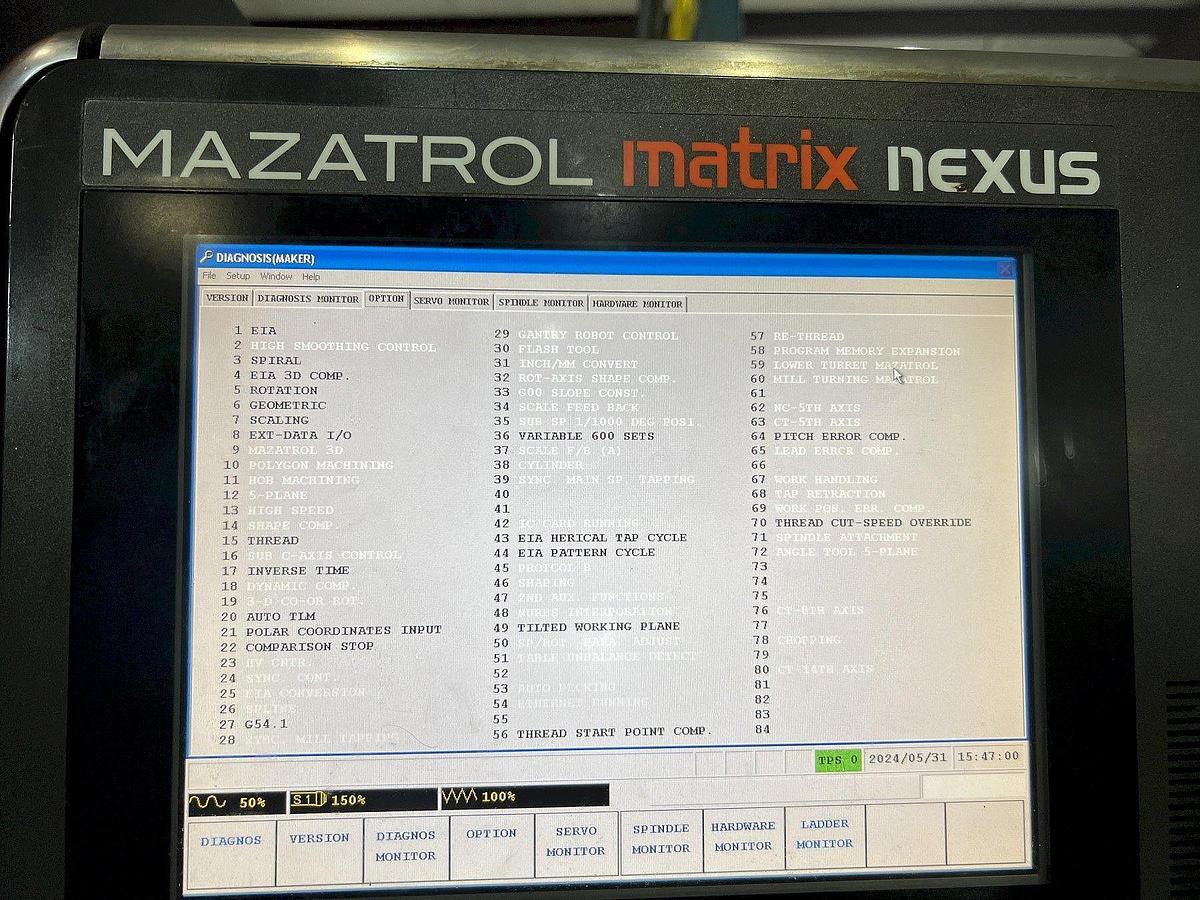 MAZATROL matrix nexus
DIAGNOSIS(MAKER)
File Setup Window Help
VERSION DIAGNOSIS MONITOR OPTION SERVO MONITOR SPINDLE MONITOR HARDWARE MONITOR
1 EIA
2 HIGH SMOOTHING CONTROL
3 SPIRAL
4 EIA 3D COMP.
5 ROTATION
6 GEOMETRIC
7 SCALING
8 EXT-DATA I/O
9 MAZATROL 3D
10 POLYGON MACHINING
11 HOB MACHINING
12 5-PLANE
13 HIGH SPEED
14 SHAPE COMP.
15 THREAD
16 SUB C-AXIS CONTROL
17 INVERSE TIME
18 DYNAMIC COMP.
19 3-D CO-OR ROT.
20 AUTO TLM
21 POLAR COORDINATES INPUT
22 COMPARISON STOP
23 HV CNTR.
24 SYNC. CONT.
25 EIA CONVERSION
26 SPLINE
27 G54.1
28 SYNC. MILL TAPPING
29 GANTRY ROBOT CONTROL
30 FLASH TOOL
31 INCH/MM CONVERT
32 ROT-AXIS SHAPE COMP.
33 G00 SLOPE CONST.
34 SCALE FEED BACK
35 SUB SP 1/1000 DEG POSI.
36 VARIABLE 600 SETS
37 SCALE F/B (A)
38 CYLINDER
39 SYNC. MAIN SP. TAPPING
40
41
42 IC CARD RUNNING
43 EIA HERICAL TAP CYCLE
44 EIA PATTERN CYCLE
45 PROTCOL B
46 SHAPING
47 2ND AUX. FUNCTIONS
48 NURBS INTERPORATION
49 TILTED WORKING PLANE
50 SP/ROT. PARA. ADJUST
51 TABLE UNBALANCE DETECT
52
53 AUTO PECKING
54 ETHERNET RUNNING
55
56 THREAD START POINT COMP.
57 RE-THREAD
58 PROGRAM MEMORY EXPANSION
59 LOWER TURRET MAZATROL
60 MILL TURNING MAZATROL
61
62 NC-5TH AXIS
63 CT-5TH AXIS
64 PITCH ERROR COMP.
65 LEAD ERROR COMP.
66
67 WORK HANDLING
68 TAP RETRACTION
69 WORK POS. ERR. COMP.
70 THREAD CUT-SPEED OVERRIDE
71 SPINDLE ATTACHMENT
72 ANGLE TOOL 5-PLANE
73
74
75
76 CT-8TH AXIS
77
78 CHOPPING
79
80 CT-14TH AXIS
81
82
83
84
TPS 0 2024/05/31 15:47:00
50% S 1 150% 100%
DIAGNOS
VERSION
DIAGNOS
MONITOR
OPTION
SERVO
MONITOR
SPINDLE
MONITOR
HARDWARE
MONITOR
LADDER
MONITOR